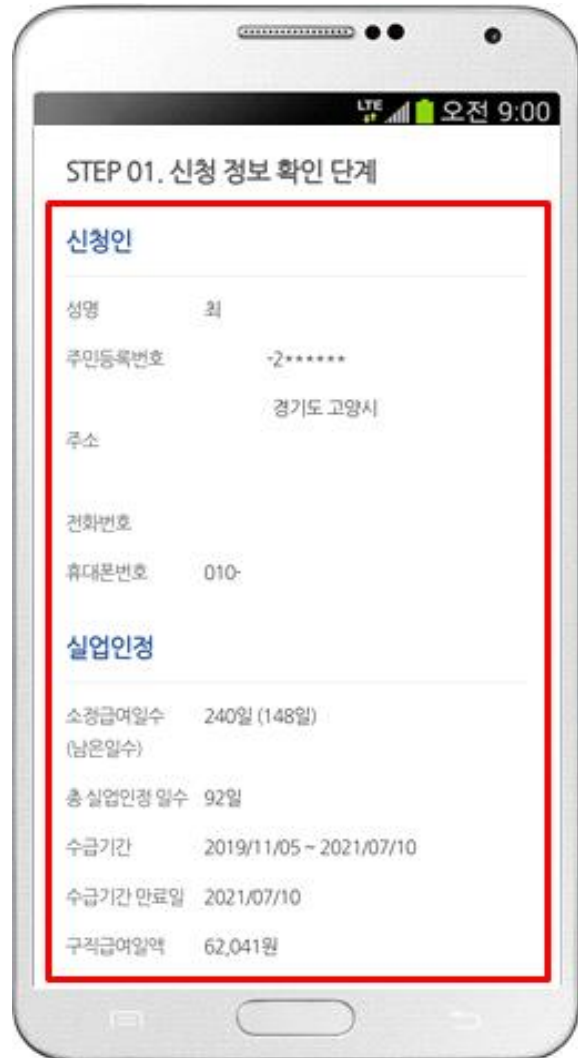 LTE 오전 9:00
STEP 01. 신청 정보 확인 단계
신청인
성명 최
주민등록번호 -2******
경기도 고양시
주소
전화번호
휴대폰번호 010-
실업인정
소정급여일수 240일 (148일)
(남은일수)
총 실업인정 일수 92일
수급기간 2019/11/05 ~ 2021/07/10
수급기간 만료일 2021/07/10
구직급여일액 62,041원